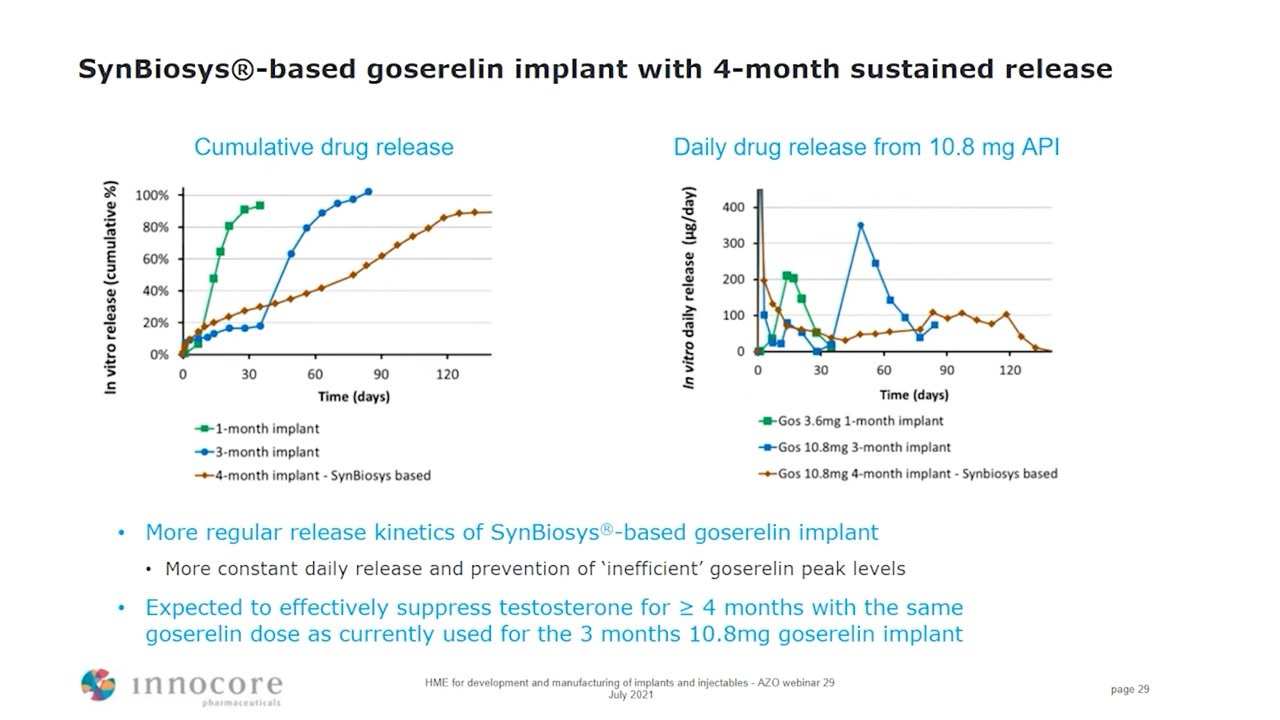 SynBiosys®-based goserelin implant with 4-month sustained release
Cumulative drug release
In vitro release (cumulative %)
100%
80%
60%
40%
20%
0%
0 30 60 90 120
Time (days)
1-month implant
3-month implant
4-month implant - SynBiosys based
Daily drug release from 10.8 mg API
In vitro daily release (µg/day)
400
300
200
100
0
0 30 60 90 120
Time (days)
Gos 3.6mg 1-month implant
Gos 10.8mg 3-month implant
Gos 10.8mg 4-month implant - Synbiosys based
• More regular release kinetics of SynBiosys®-based goserelin implant
• More constant daily release and prevention of ‘inefficient’ goserelin peak levels
• Expected to effectively suppress testosterone for ≥ 4 months with the same
goserelin dose as currently used for the 3 months 10.8mg goserelin implant
ınnocore
pharmaceuticals
HME for development and manufacturing of implants and injectables - AZO webinar 29
July 2021
page 29